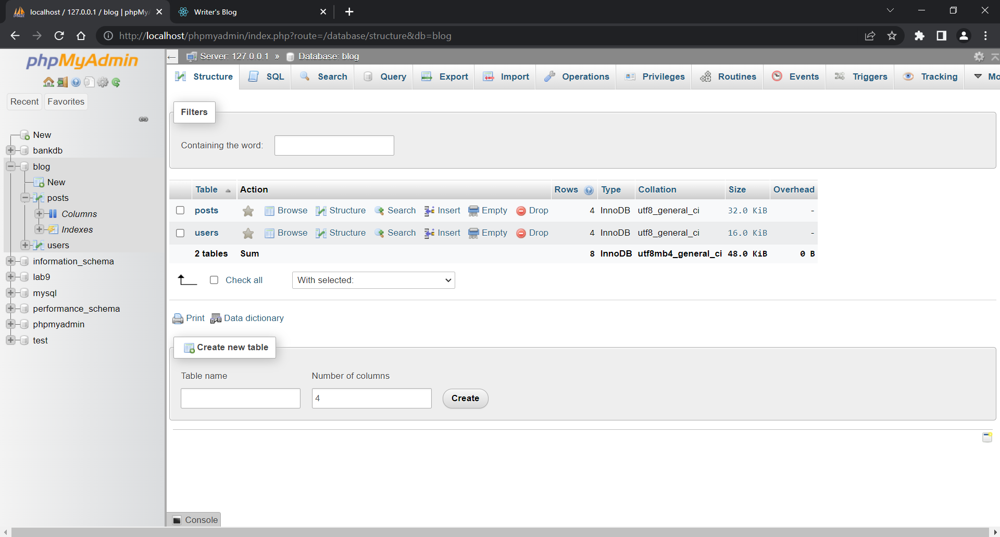 localhost / 127.0.0.1 / blog | phpMy
Writer's Blog
http://localhost/phpmyadmin/index.php?route=/database/structure&db=blog
phpMyAdmin
Recent
Favorites
New
bankdb
blog
New
posts
Columns
Indexes
users
information_schema
lab9
mysql
performance_schema
phpmyadmin
test
Server: 127.0.0.1 » Database: blog
Structure SQL Search Query Export Import Operations Privileges Routines Events Triggers Tracking Mo
Filters
Containing the word:
Table Action Rows Type Collation Size Overhead
posts Browse Structure Search Insert Empty Drop 4 InnoDB utf8_general_ci 32.0 KiB -
users Browse Structure Search Insert Empty Drop 4 InnoDB utf8_general_ci 16.0 KiB -
2 tables Sum 8 InnoDB utf8mb4_general_ci 48.0 KiB 0 B
Check all With selected:
Print Data dictionary
Create new table
Table name Number of columns
4 Create
Console